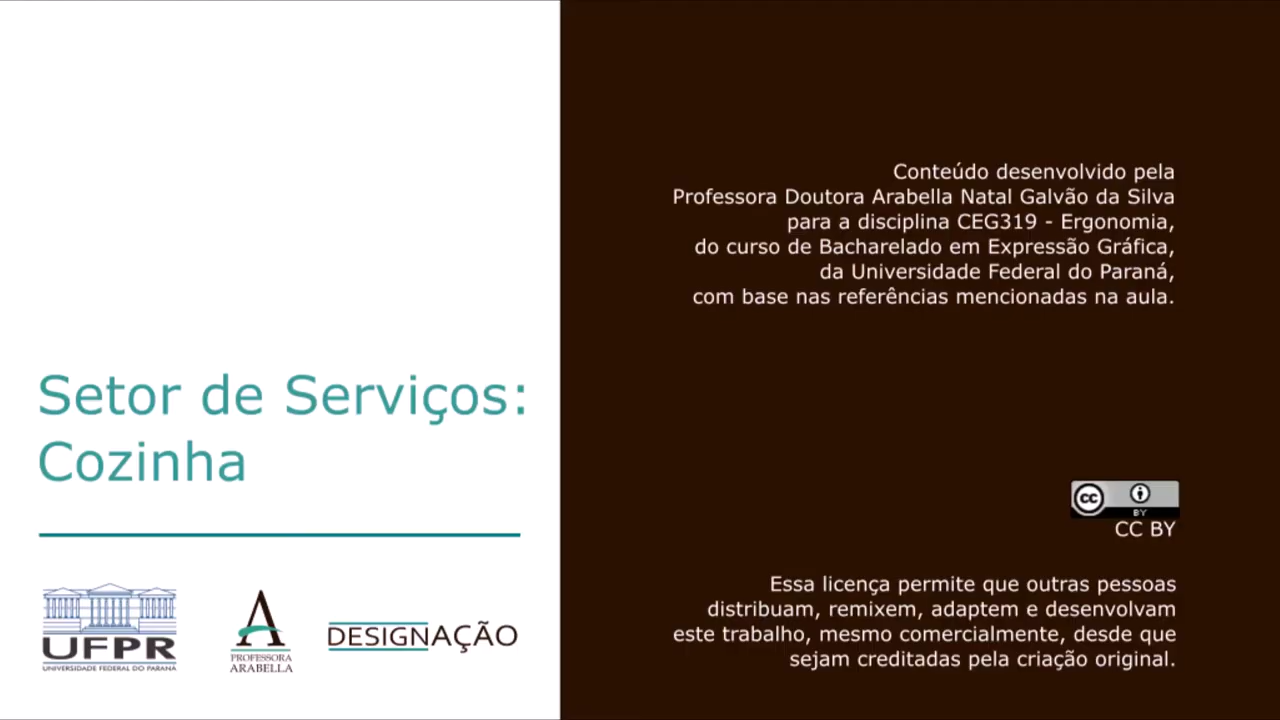 Setor de Serviços:
Cozinha
UFPR
UNIVERSIDADE FEDERAL DO PARANÁ
A
PROFESSORA
ARABELLA
DESIGNAÇÃO
Conteúdo desenvolvido pela
Professora Doutora Arabella Natal Galvão da Silva
para a disciplina CEG319 - Ergonomia,
do curso de Bacharelado em Expressão Gráfica,
da Universidade Federal do Paraná,
com base nas referências mencionadas na aula.
cc
BY
CC BY
Essa licença permite que outras pessoas
distribuam, remixem, adaptem e desenvolvam
este trabalho, mesmo comercialmente, desde que
sejam creditadas pela criação original.